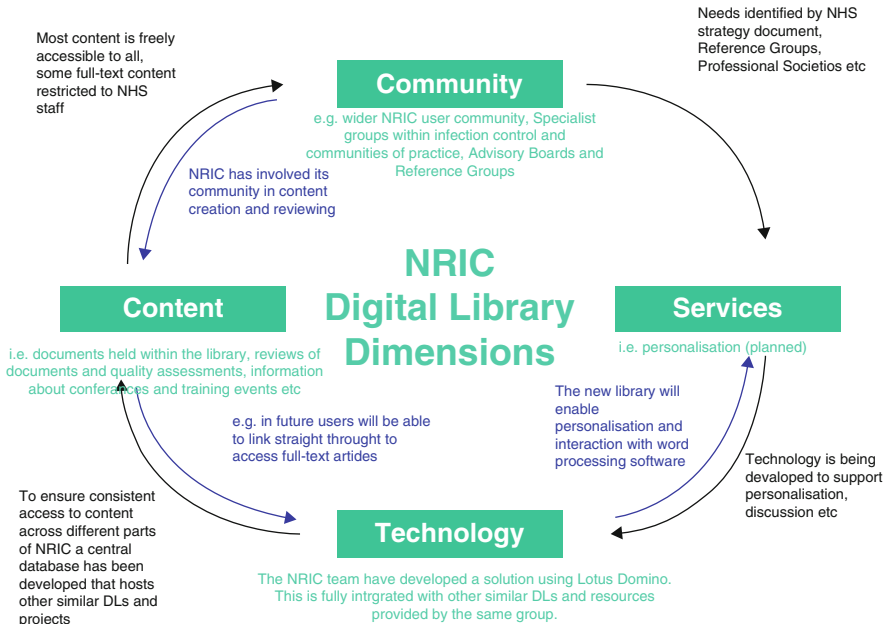 Most content is freely
accessible to all,
some full-text content
restricted to NHS
staff
Needs identified by NHS
strategy document,
Reference Groups,
Professional Societios etc
Community
e.g. wider NRIC user community, Specialist
groups within infection control and
communities of practice, Advisory Boards and
Reference Groups
NRIC has involved its
community in content
creation and reviewing
NRIC
Digital Library
Dimensions
Content
i.e. documents held within the library, reviews of
documents and quality assessments, information
about conferances and training events etc
Services
i.e. personalisation (planned)
e.g. in future users will be able
to link straight throught to
access full-text artides
The new library will
enable
personalisation and
interaction with word
processing software
Technology is being
devaloped to support
personalisation,
discussion etc
To ensure consistent
access to content
across different parts
of NRIC a central
database has been
developed that hosts
other similar DLs and
projects
Technology
The NRIC team have developed a solution using Lotus Domino.
This is fully intrgrated with other similar DLs and resources
provided by the same group.